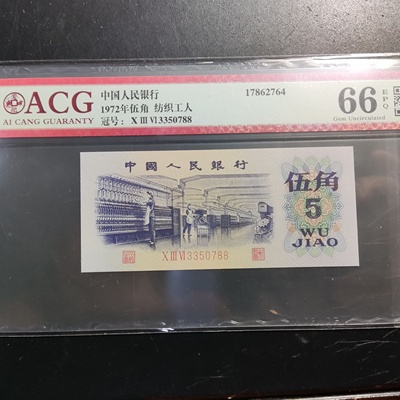 ACG
AI CANG GUARANTY
中国人民银行
1972年伍角 纺织工人
冠号: X III VI 3350788
17862764
66
EPQ
Gem Uncirculated
中國人民銀行
伍角
5
WU
JIAO
X III VI 3350788